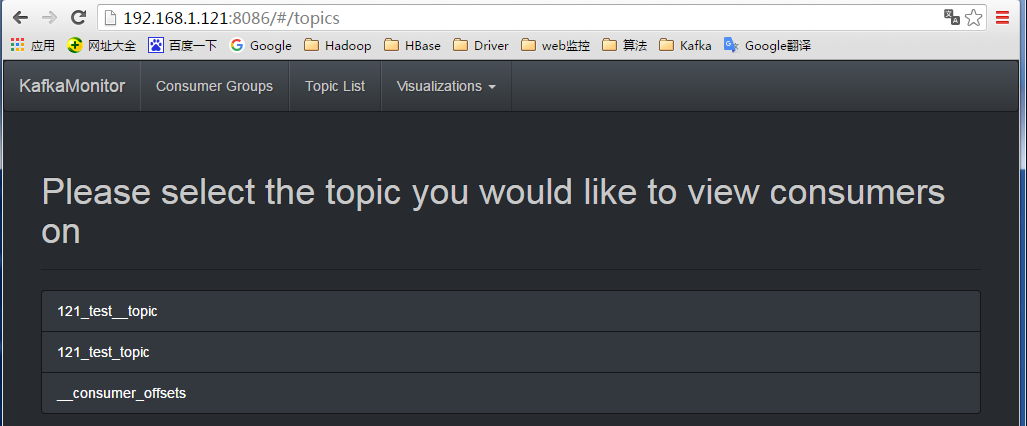 192.168.1.121:8086/#/topics
应用 网址大全 百度一下 Google Hadoop HBase Driver web监控 算法 Kafka Google翻译
KafkaMonitor Consumer Groups Topic List Visualizations
Please select the topic you would like to view consumers
on
121_test__topic
121_test_topic
__consumer_offsets